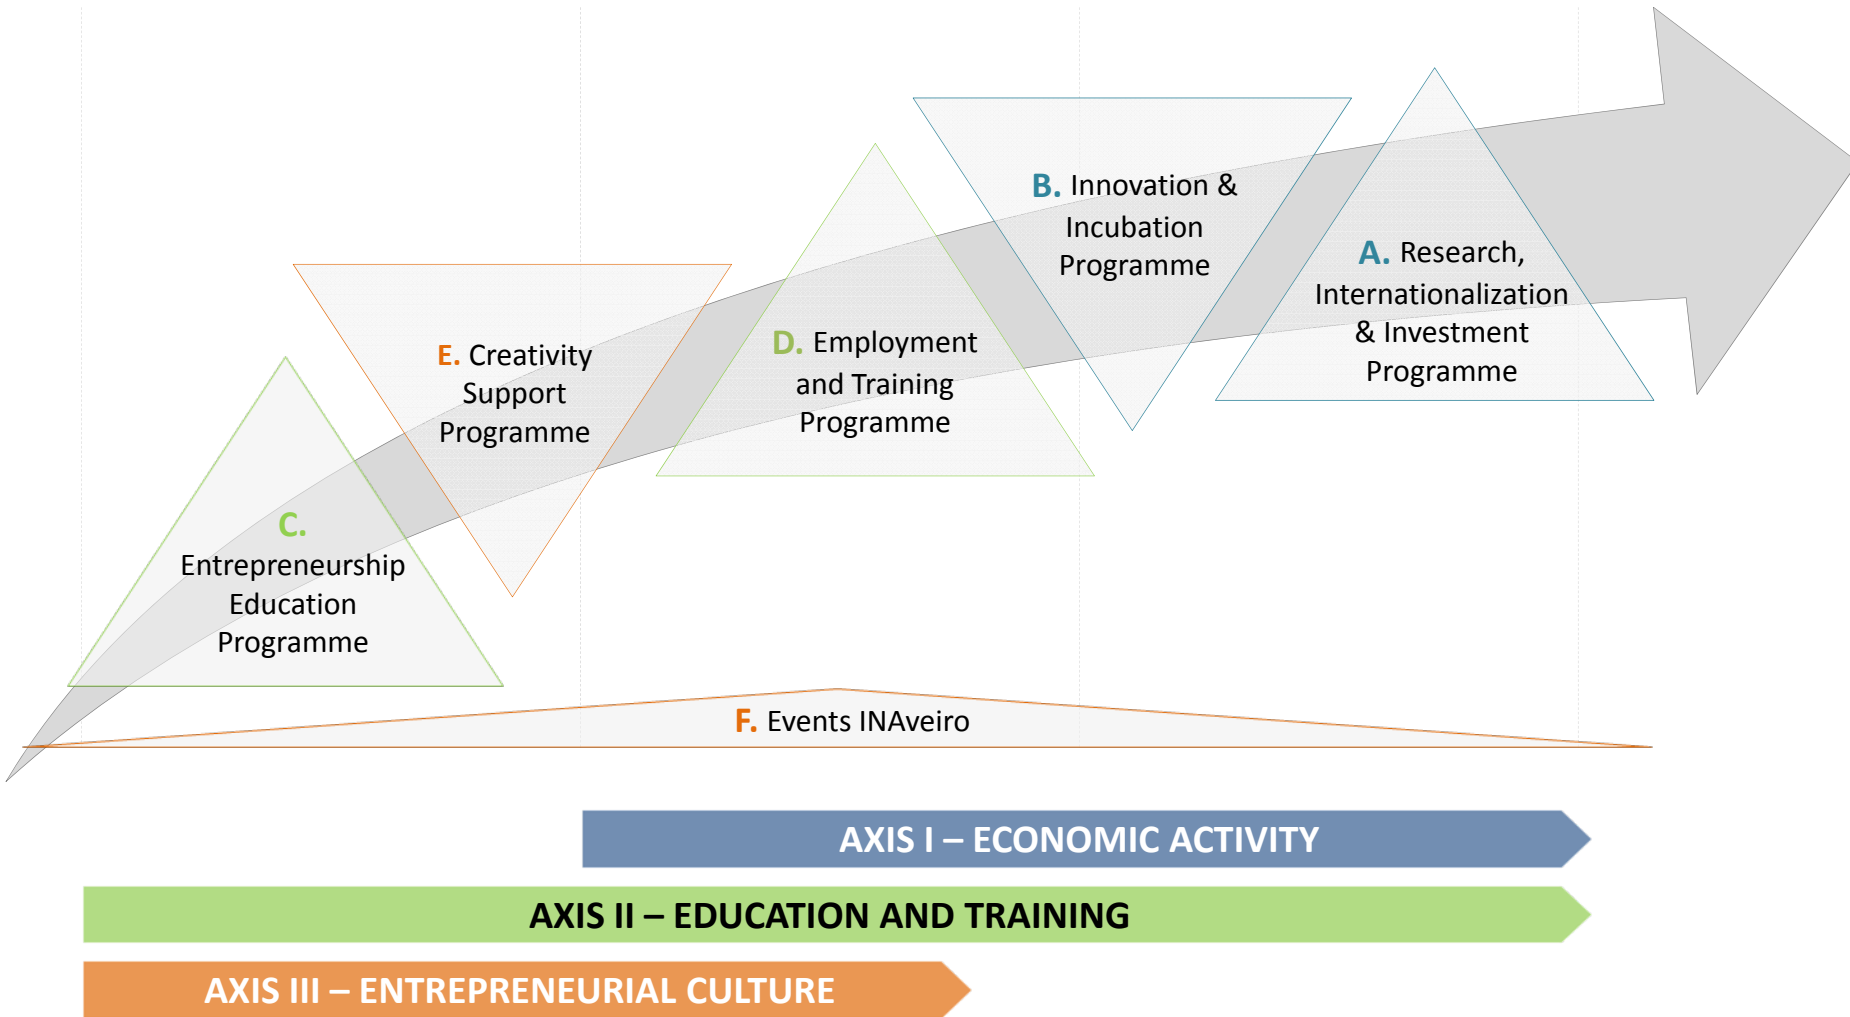 B. Innovation &
Incubation
Programme
A. Research,
Internationalization
& Investment
Programme
D. Employment
and Training
Programme
E. Creativity
Support
Programme
C.
Entrepreneurship
Education
Programme
F. Events INAveiro
AXIS I – ECONOMIC ACTIVITY
AXIS II – EDUCATION AND TRAINING
AXIS III – ENTREPRENEURIAL CULTURE